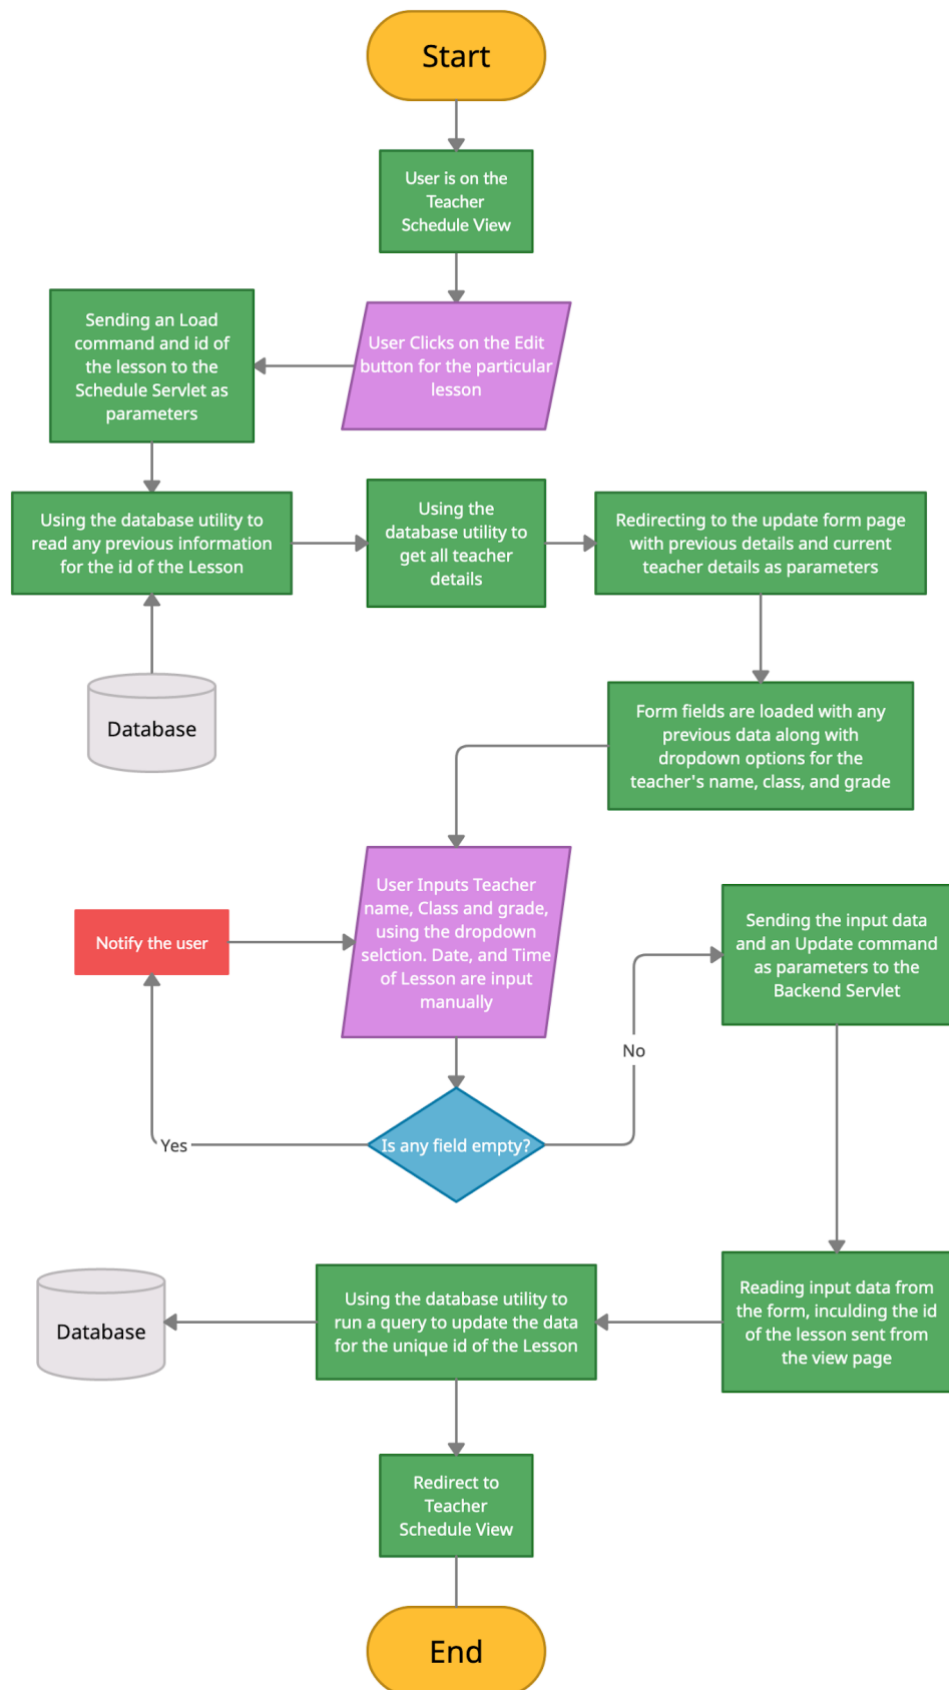 Start
User is on the
Teacher
Schedule View
User Clicks on the Edit
button for the particular
lesson
Sending an Load
command and id of
the lesson to the
Schedule Servlet as
parameters
Using the database utility to
read any previous information
for the id of the Lesson
Database
Using the
database utility to
get all teacher
details
Redirecting to the update form page
with previous details and current
teacher details as parameters
Form fields are loaded with any
previous data along with
dropdown options for the
teacher's name, class, and grade
User Inputs Teacher
name, Class and grade,
using the dropdown
selction. Date, and Time
of Lesson are input
manually
Notify the user
Is any field empty?
Yes
No
Sending the input data
and an Update command
as parameters to the
Backend Servlet
Reading input data from
the form, inculding the id
of the lesson sent from
the view page
Using the database utility to
run a query to update the data
for the unique id of the Lesson
Database
Redirect to
Teacher
Schedule View
End